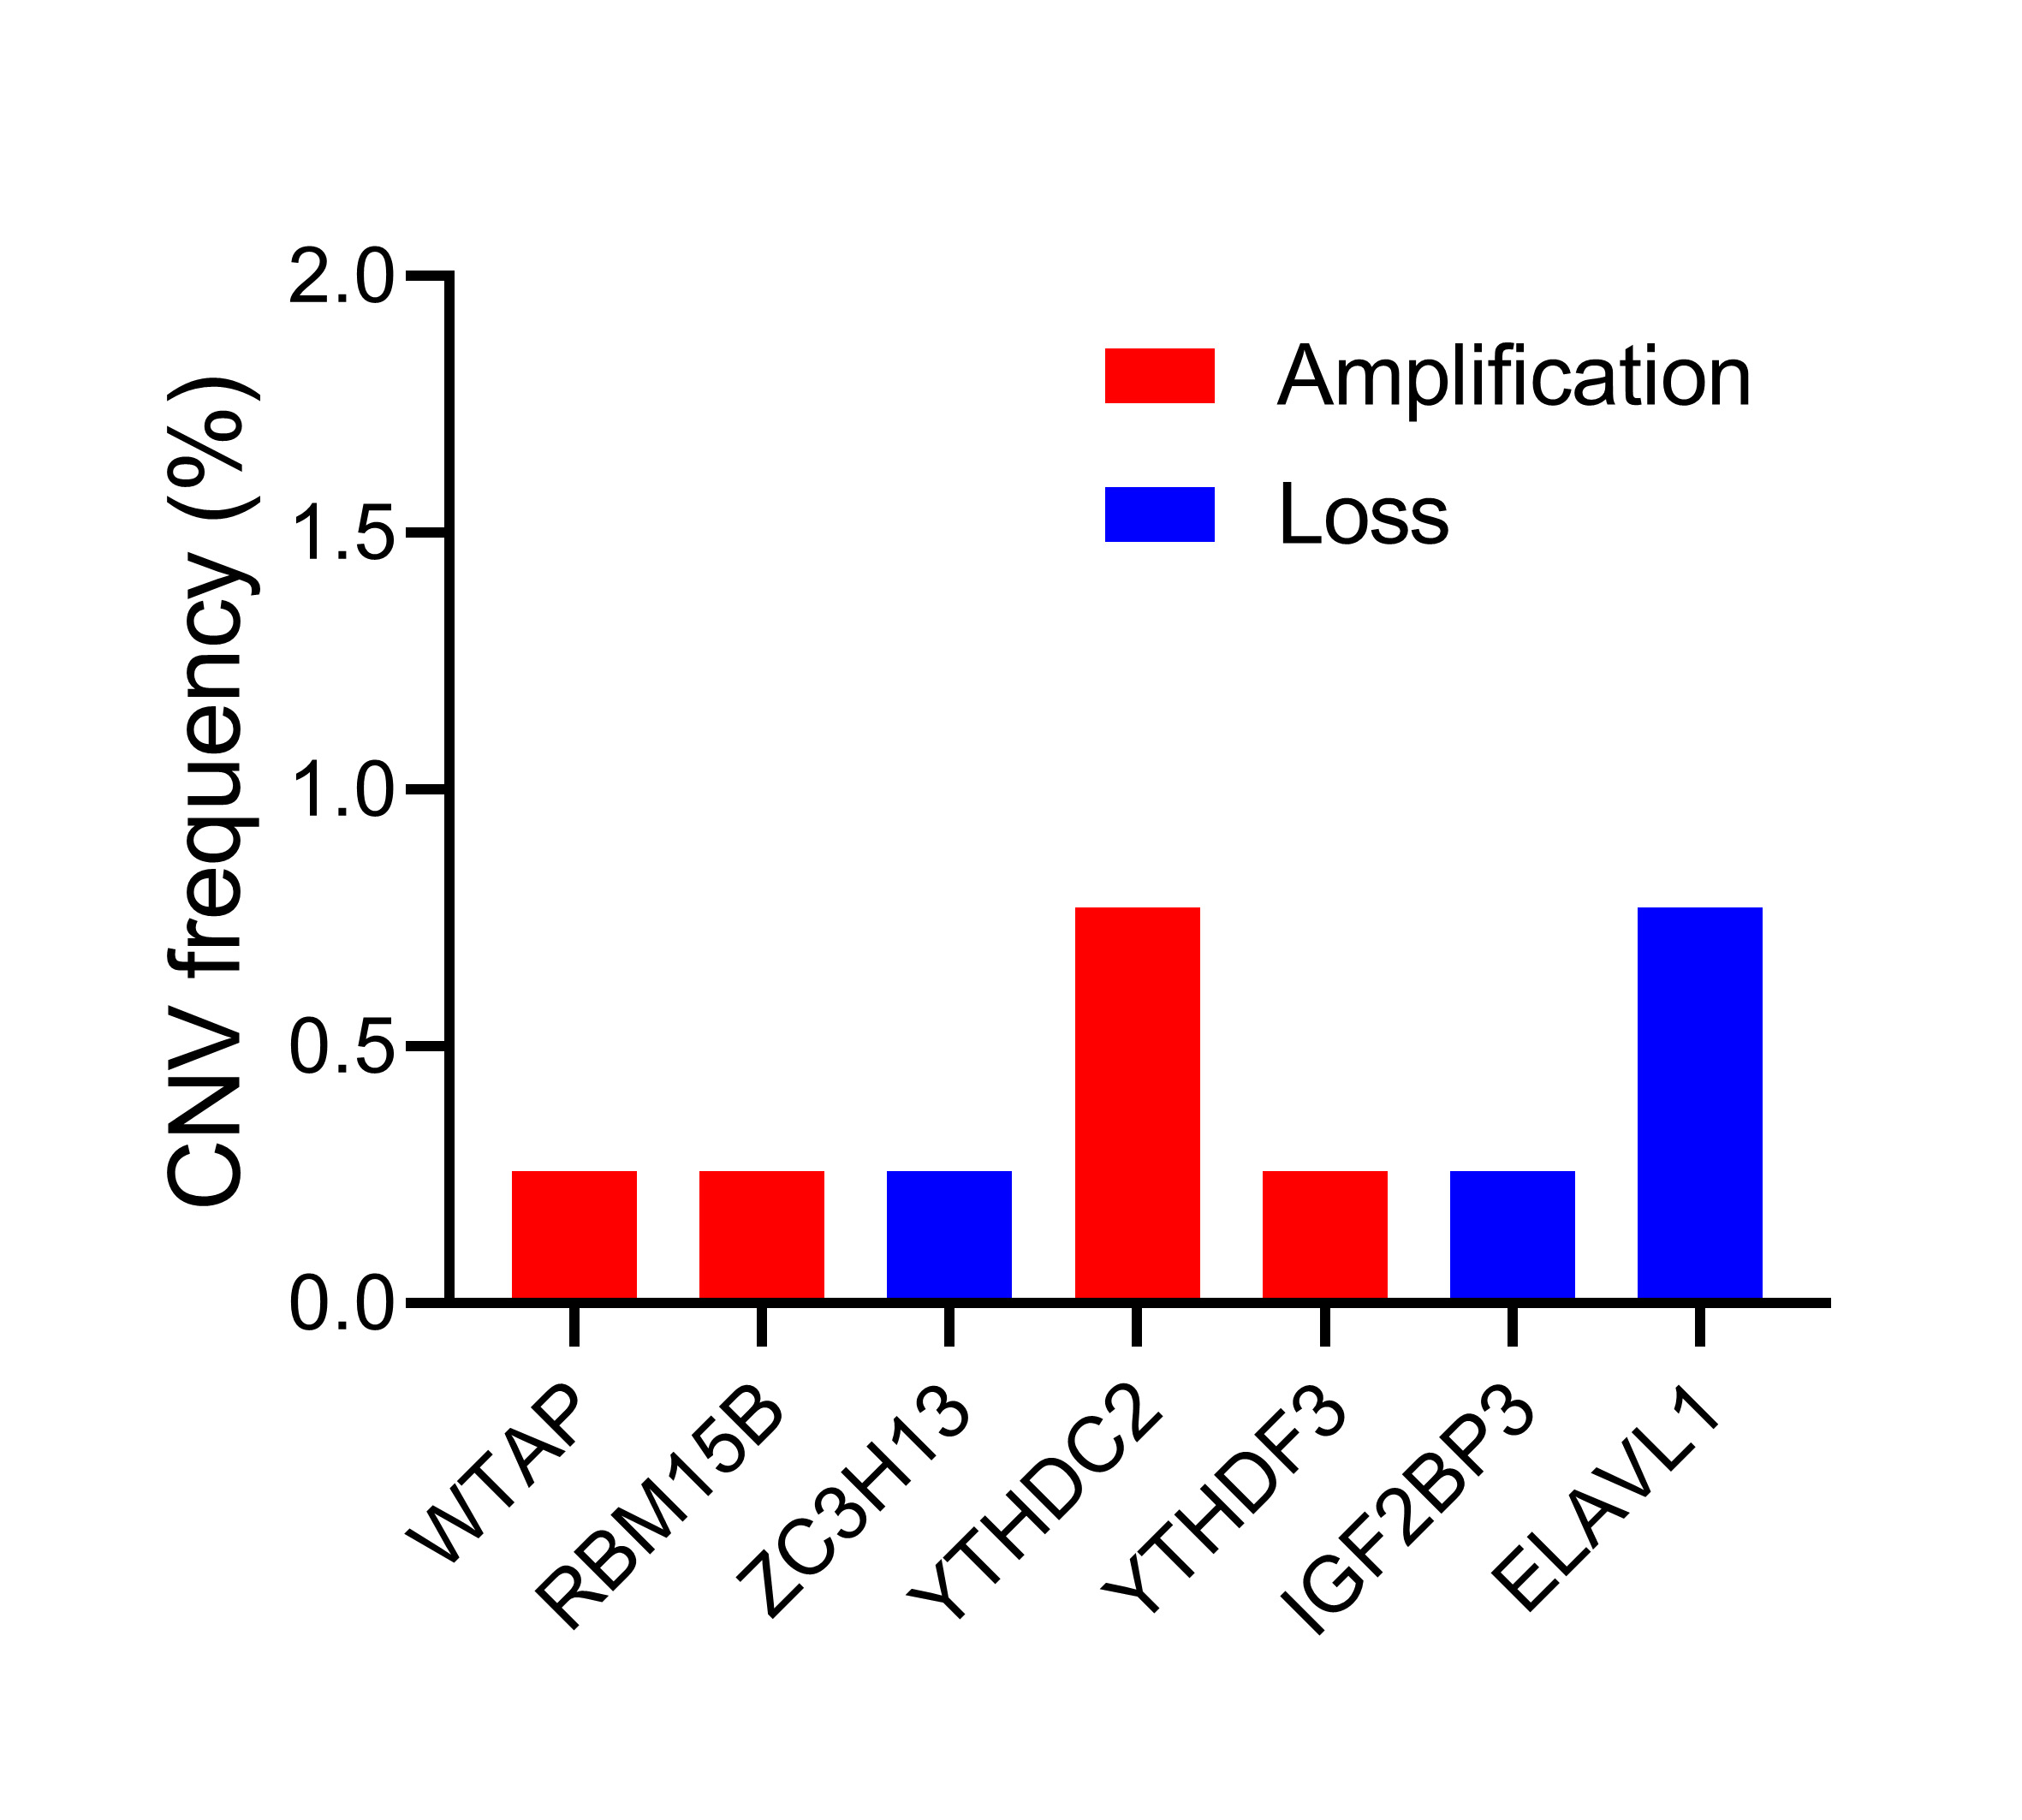 CNV frequency (%)
2.0
1.5
1.0
0.5
0.0
Amplification
Loss
WTAP
RBM15B
ZC3H13
YTHDC2
YTHDF3
IGF2BP3
ELAVL1